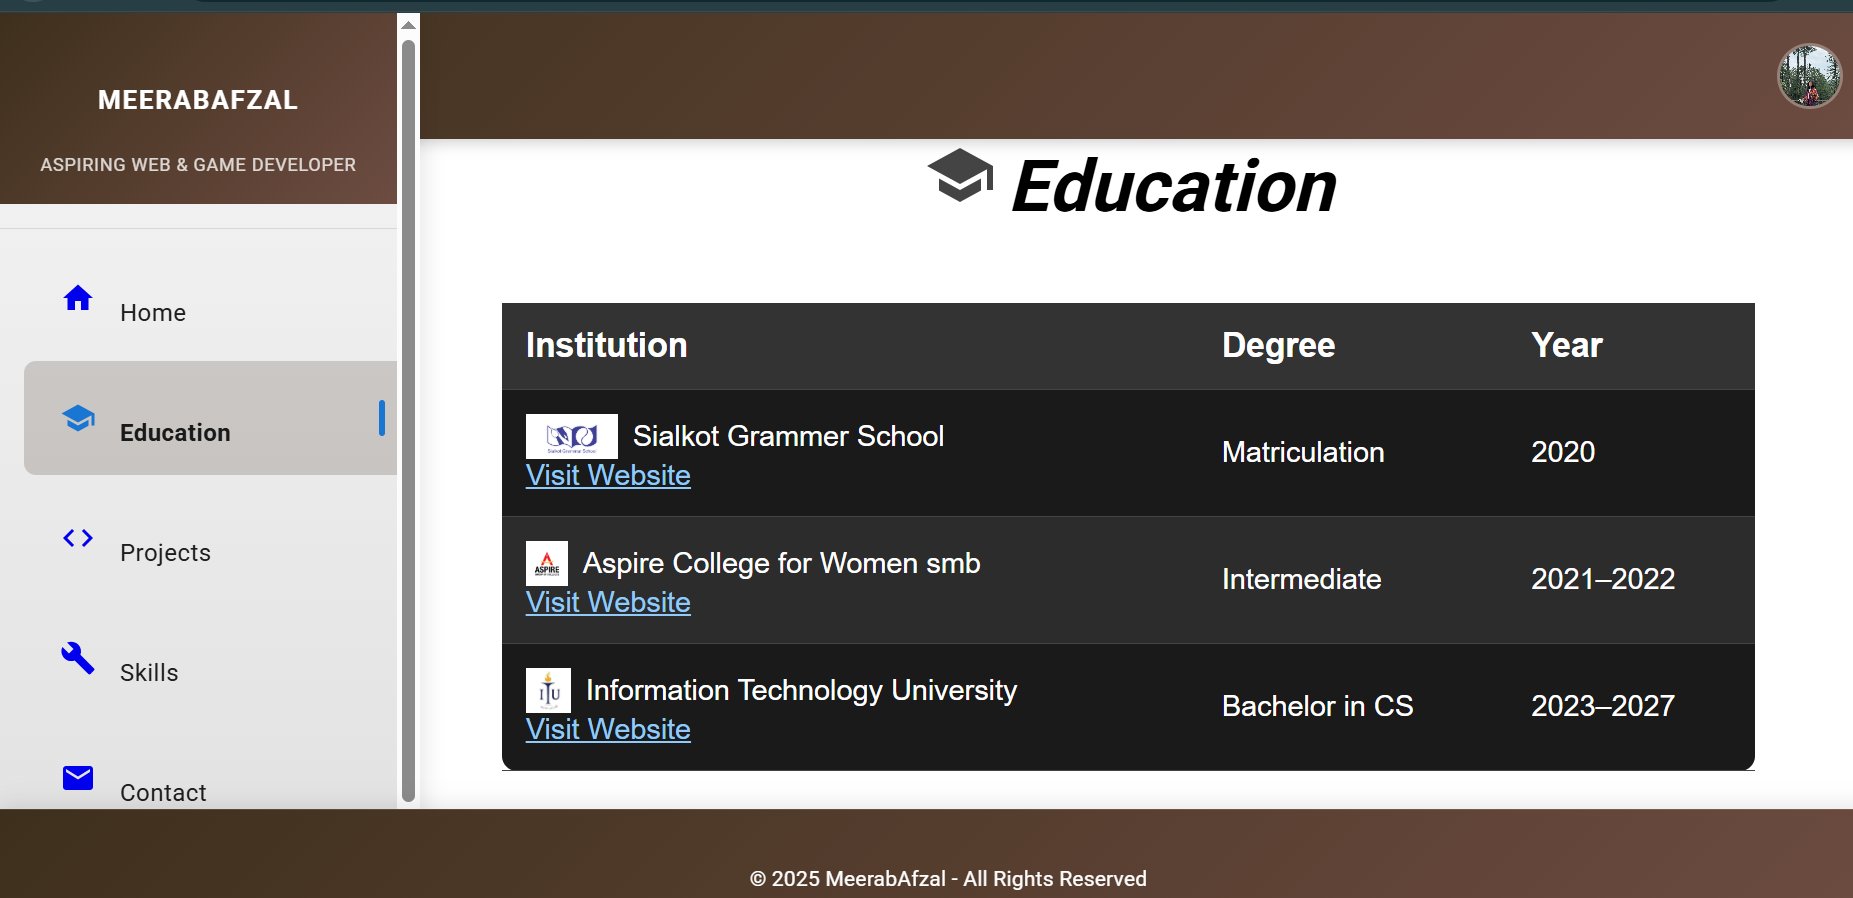 MEERABAFZAL
ASPIRING WEB & GAME DEVELOPER
Home
Education
Projects
Skills
Contact
Education
Institution Degree Year
Sialkot Grammer School
Visit Website
Matriculation 2020
ASPIRE
Aspire College for Women smb
Visit Website
Intermediate 2021–2022
ITU
Information Technology University
Visit Website
Bachelor in CS 2023–2027
© 2025 MeerabAfzal - All Rights Reserved